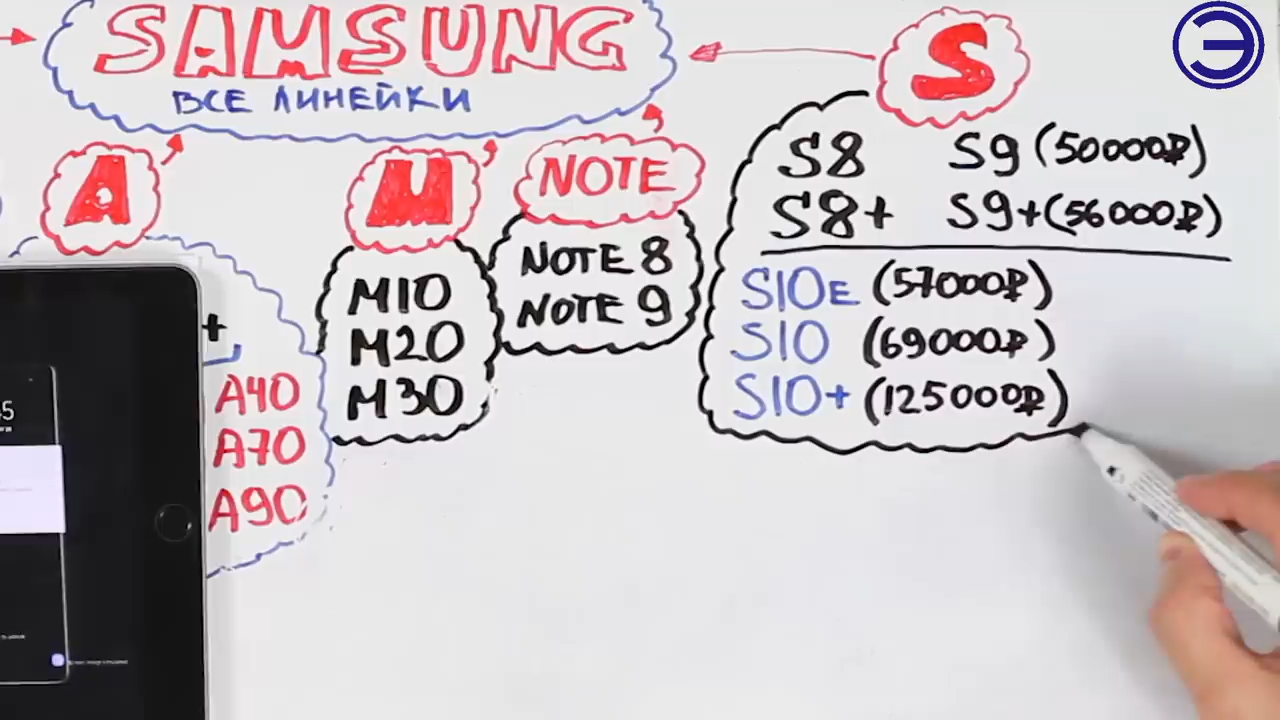 SAMSUNG
ВСЕ ЛИНЕЙКИ
S
A
M
NOTE
S8 S9 (50000₽)
S8+ S9+(56000₽)
S10E (57000₽)
S10 (69000₽)
S10+ (125000₽)
NOTE 8
NOTE 9
M10
M20
M30
+
A40
A70
A90
45
Э